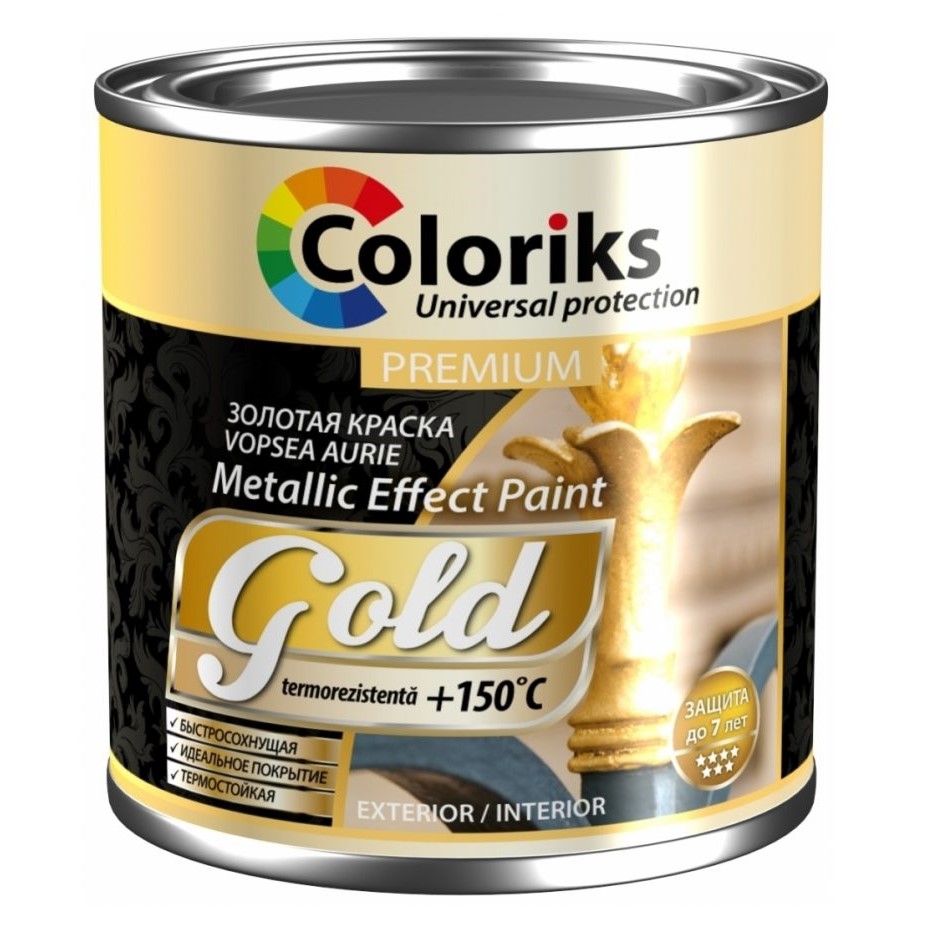 Coloriks
Universal protection
PREMIUM
ЗОЛОТАЯ КРАСКА
VOPSEA AURIE
Metallic Effect Paint
Gold
termorezistentă +150°C
✓ БЫСТРОСОХНУЩАЯ
✓ ИДЕАЛЬНОЕ ПОКРЫТИЕ
✓ ТЕРМОСТОЙКАЯ
ЗАЩИТА
до 7 лет
EXTERIOR / INTERIOR